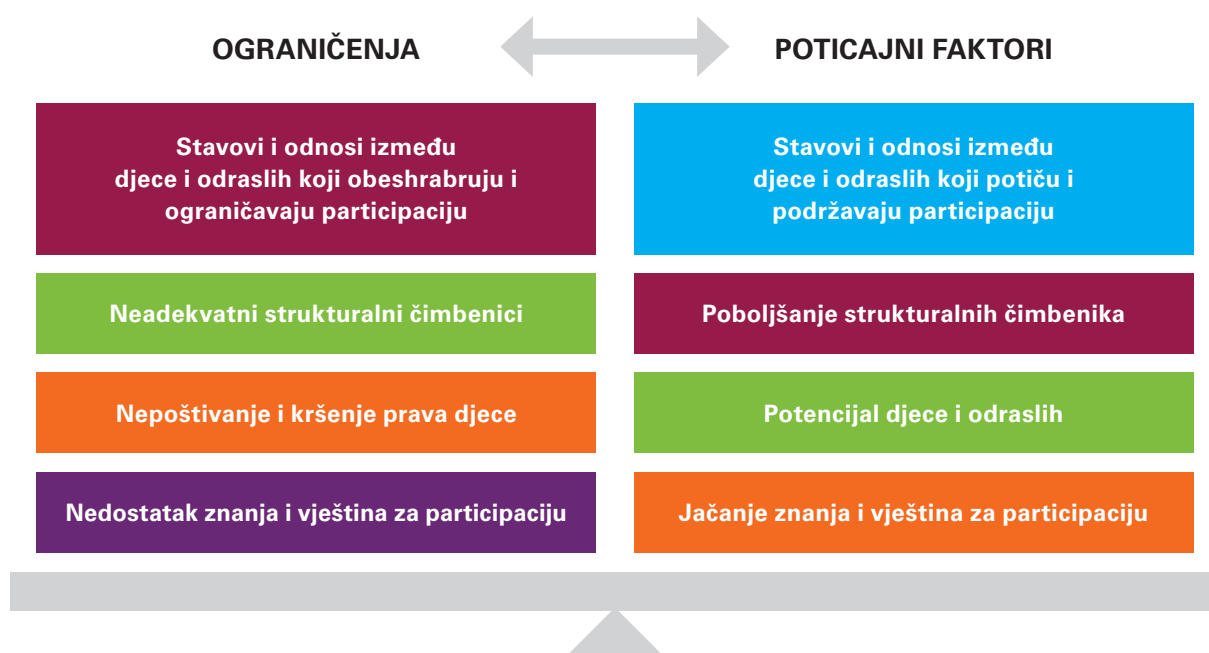 OGRANIČENJA
POTICAJNI FAKTORI
Stavovi i odnosi između
djece i odraslih koji obeshrabruju i
ograničavaju participaciju
Neadekvatni strukturalni čimbenici
Nepoštivanje i kršenje prava djece
Nedostatak znanja i vještina za participaciju
Stavovi i odnosi između
djece i odraslih koji potiču i
podržavaju participaciju
Poboljšanje strukturalnih čimbenika
Potencijal djece i odraslih
Jačanje znanja i vještina za participaciju